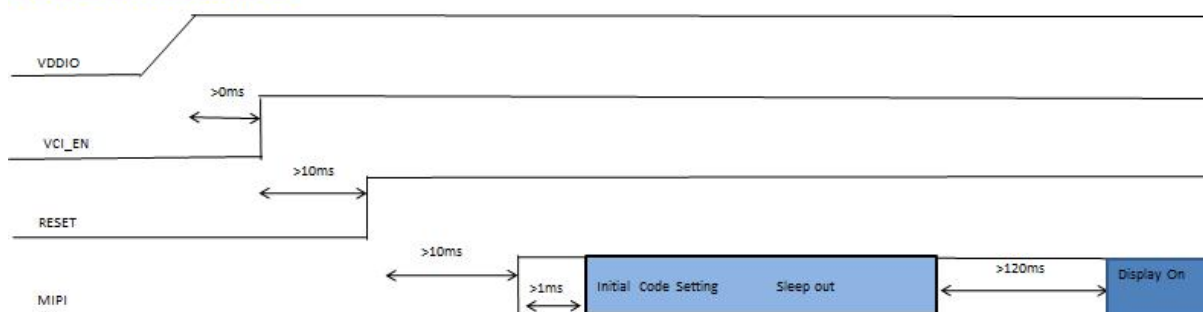 VDDIO
>0ms
VCI_EN
>10ms
RESET
>10ms
>120ms
Display On
>1ms
Initial Code Setting Sleep out
MIPI